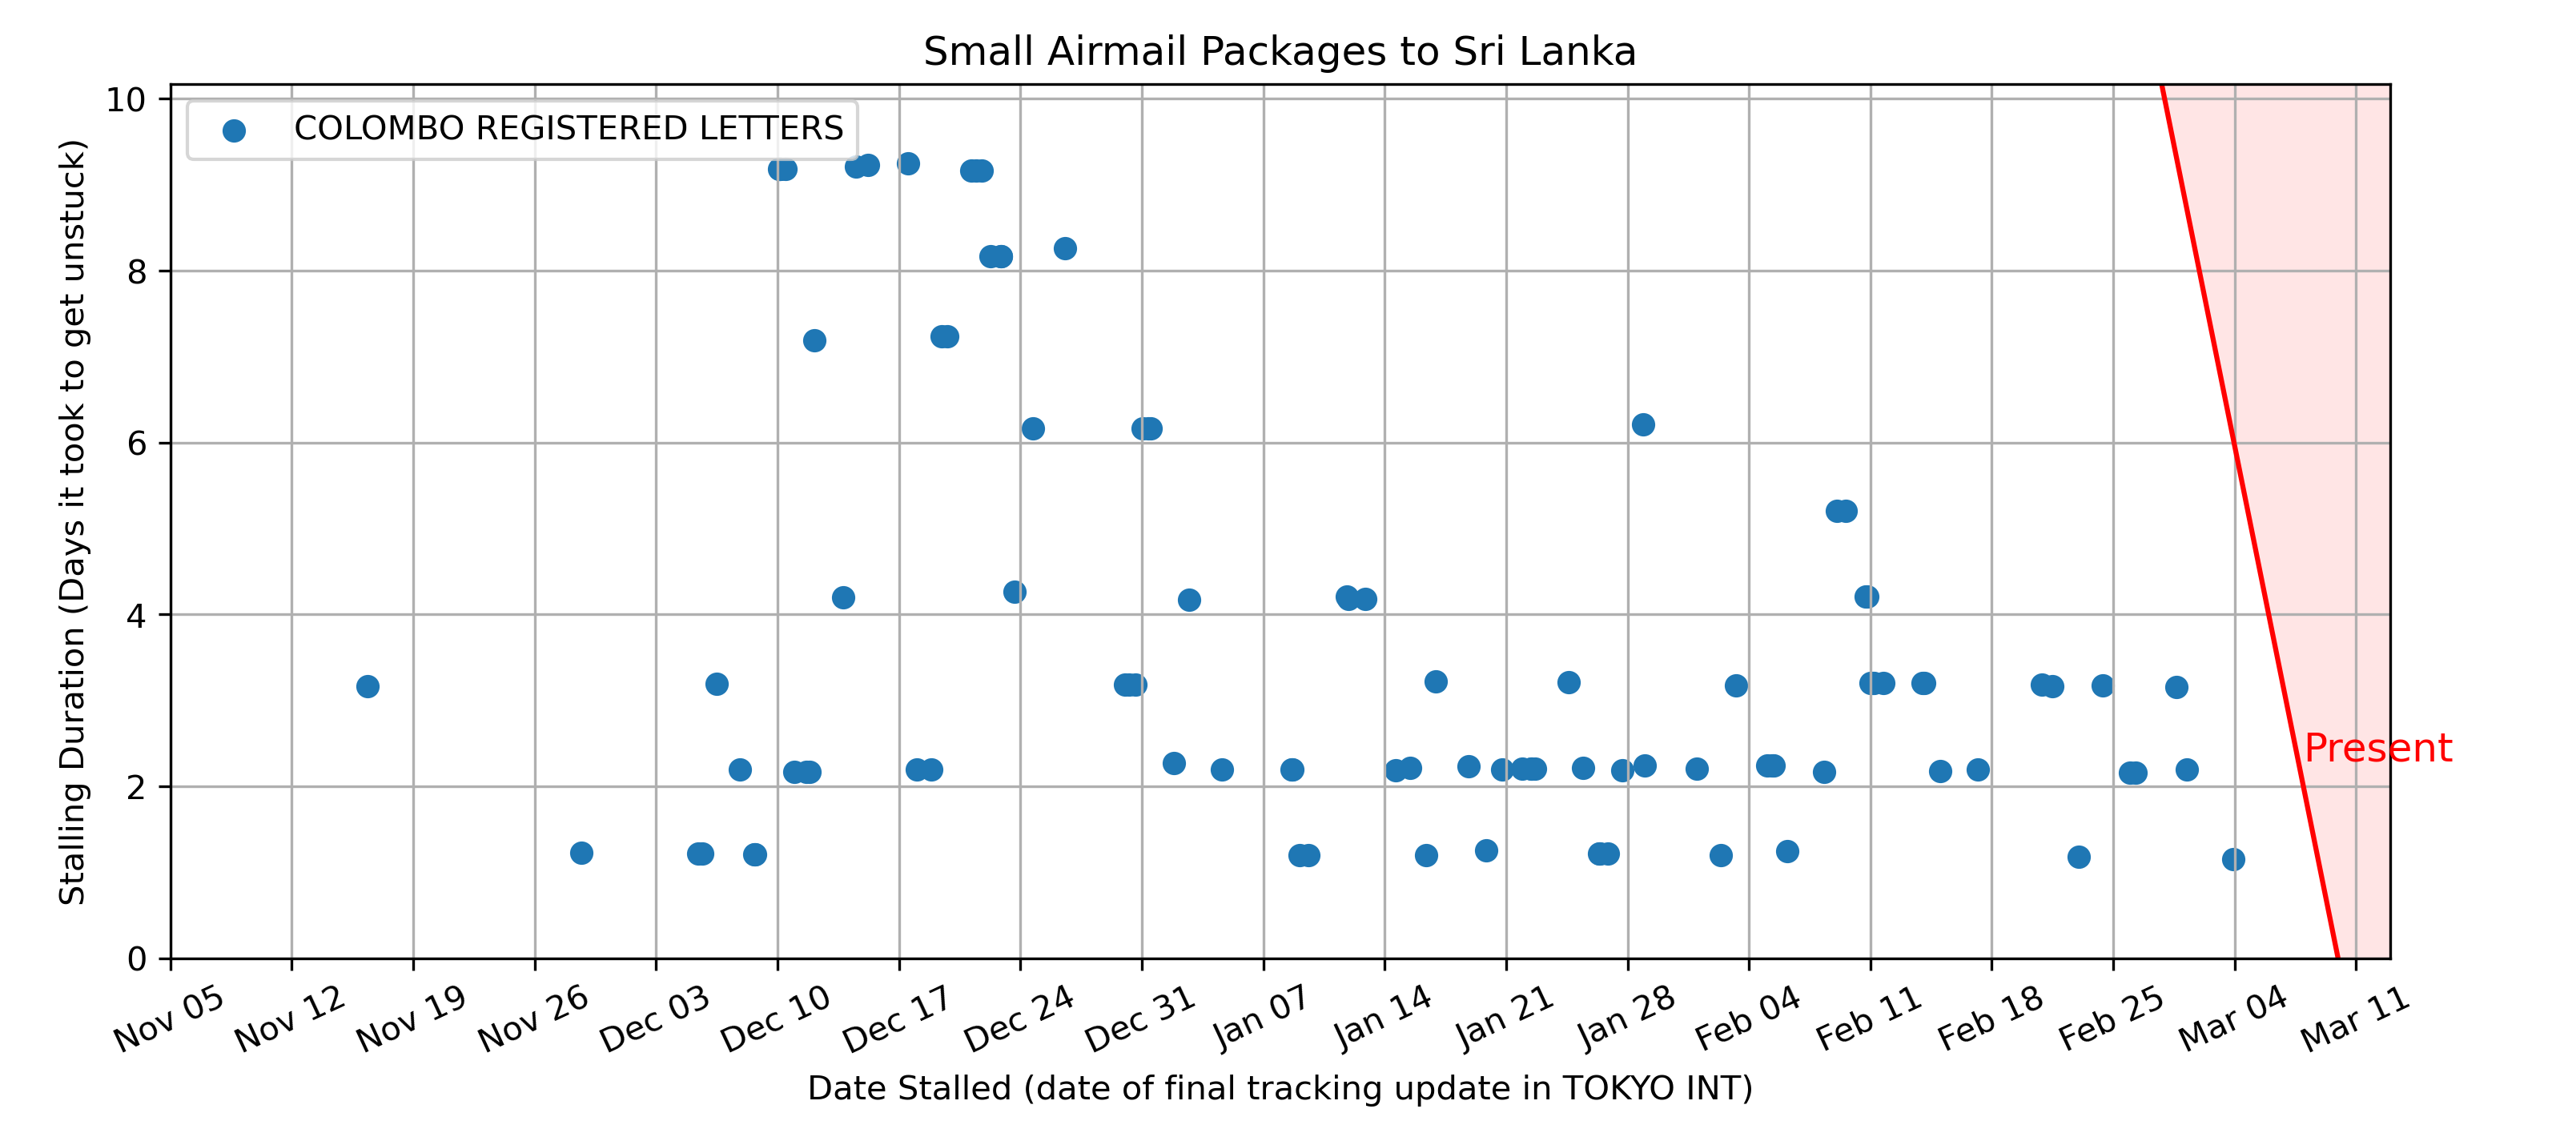 Small Airmail Packages to Sri Lanka
COLOMBO REGISTERED LETTERS
Stalling Duration (Days it took to get unstuck)
10
8
6
4
2
0
Present
Nov 05 Nov 12 Nov 19 Nov 26 Dec 03 Dec 10 Dec 17 Dec 24 Dec 31 Jan 07 Jan 14 Jan 21 Jan 28 Feb 04 Feb 11 Feb 18 Feb 25 Mar 04 Mar 11
Date Stalled (date of final tracking update in TOKYO INT)